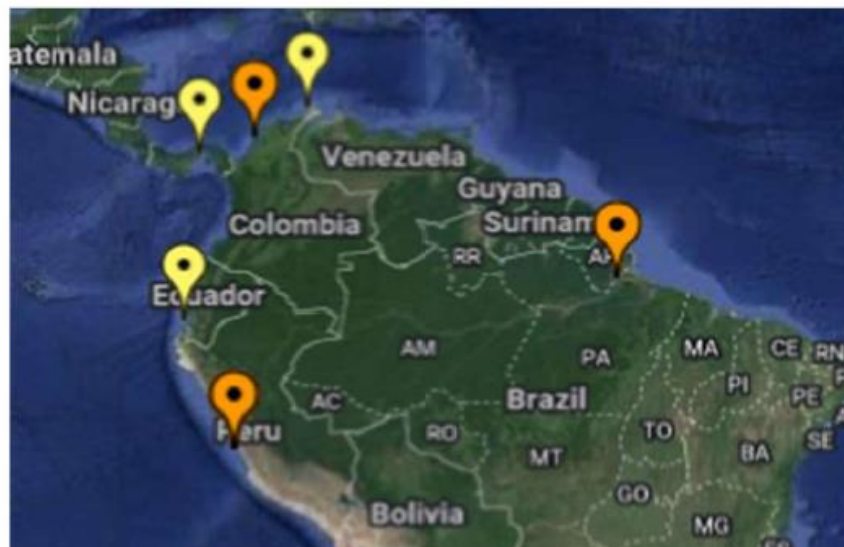 atemala
Nicarag
Venezuela
Guyana
Surinam
Colombia
RR
AP
Ecuador
AM
PA
MA
CE
RN
PI
PE
AC
Brazil
Peru
RO
TO
SE
MT
BA
GO
Bolivia
MG